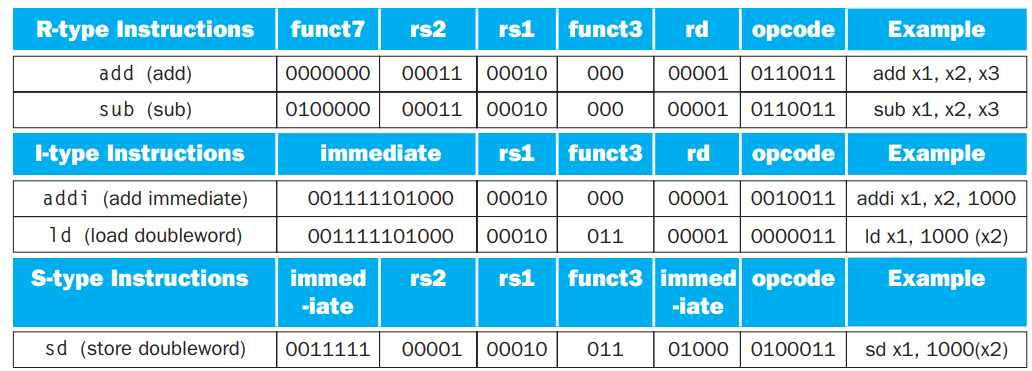 R-type Instructions funct7 rs2 rs1 funct3 rd opcode Example
add (add) 0000000 00011 00010 000 00001 0110011 add x1, x2, x3
sub (sub) 0100000 00011 00010 000 00001 0110011 sub x1, x2, x3
I-type Instructions immediate rs1 funct3 rd opcode Example
addi (add immediate) 001111101000 00010 000 00001 0010011 addi x1, x2, 1000
ld (load doubleword) 001111101000 00010 011 00001 0000011 ld x1, 1000 (x2)
S-type Instructions immed rs2 rs1 funct3 immed opcode Example
-iate -iate
sd (store doubleword) 0011111 00001 00010 011 01000 0100011 sd x1, 1000(x2)